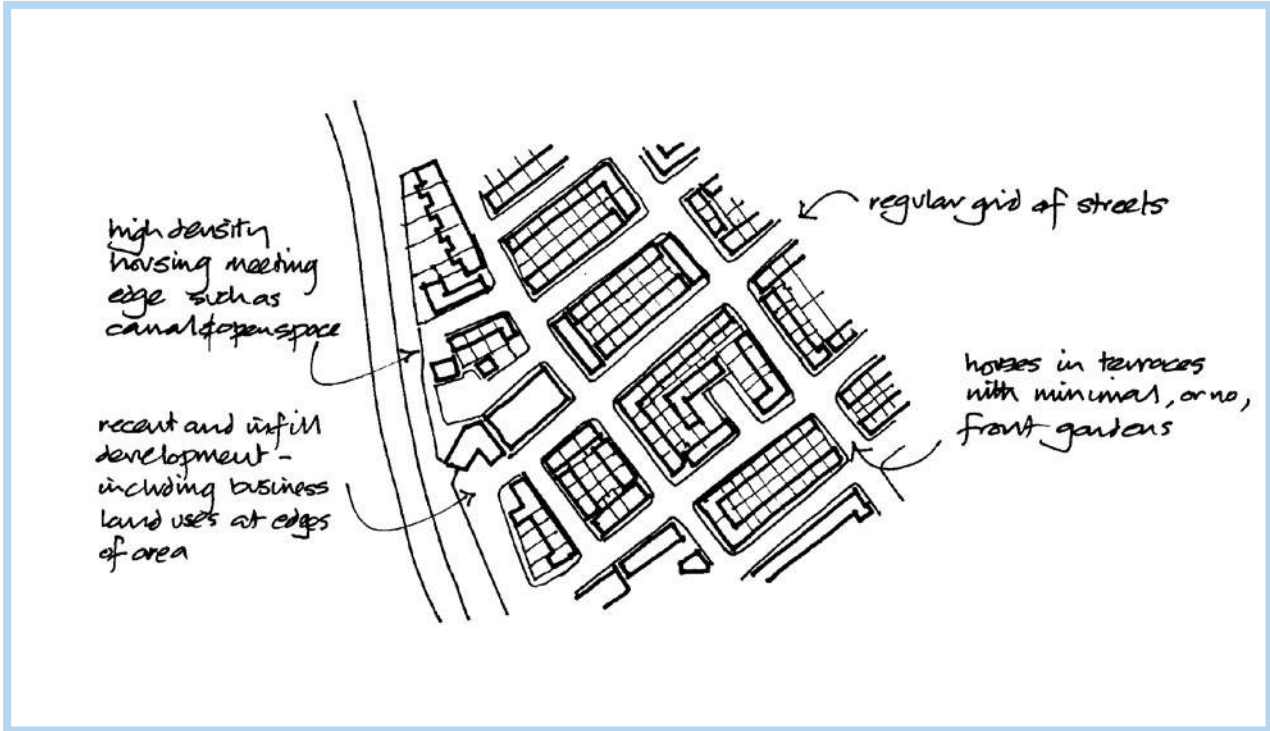 high density
housing meeting
edge such as
canal & open space
recent and infill
development -
including business
land uses at edges
of area
regular grid of streets
houses in terraces
with minimal, or no,
front gardens